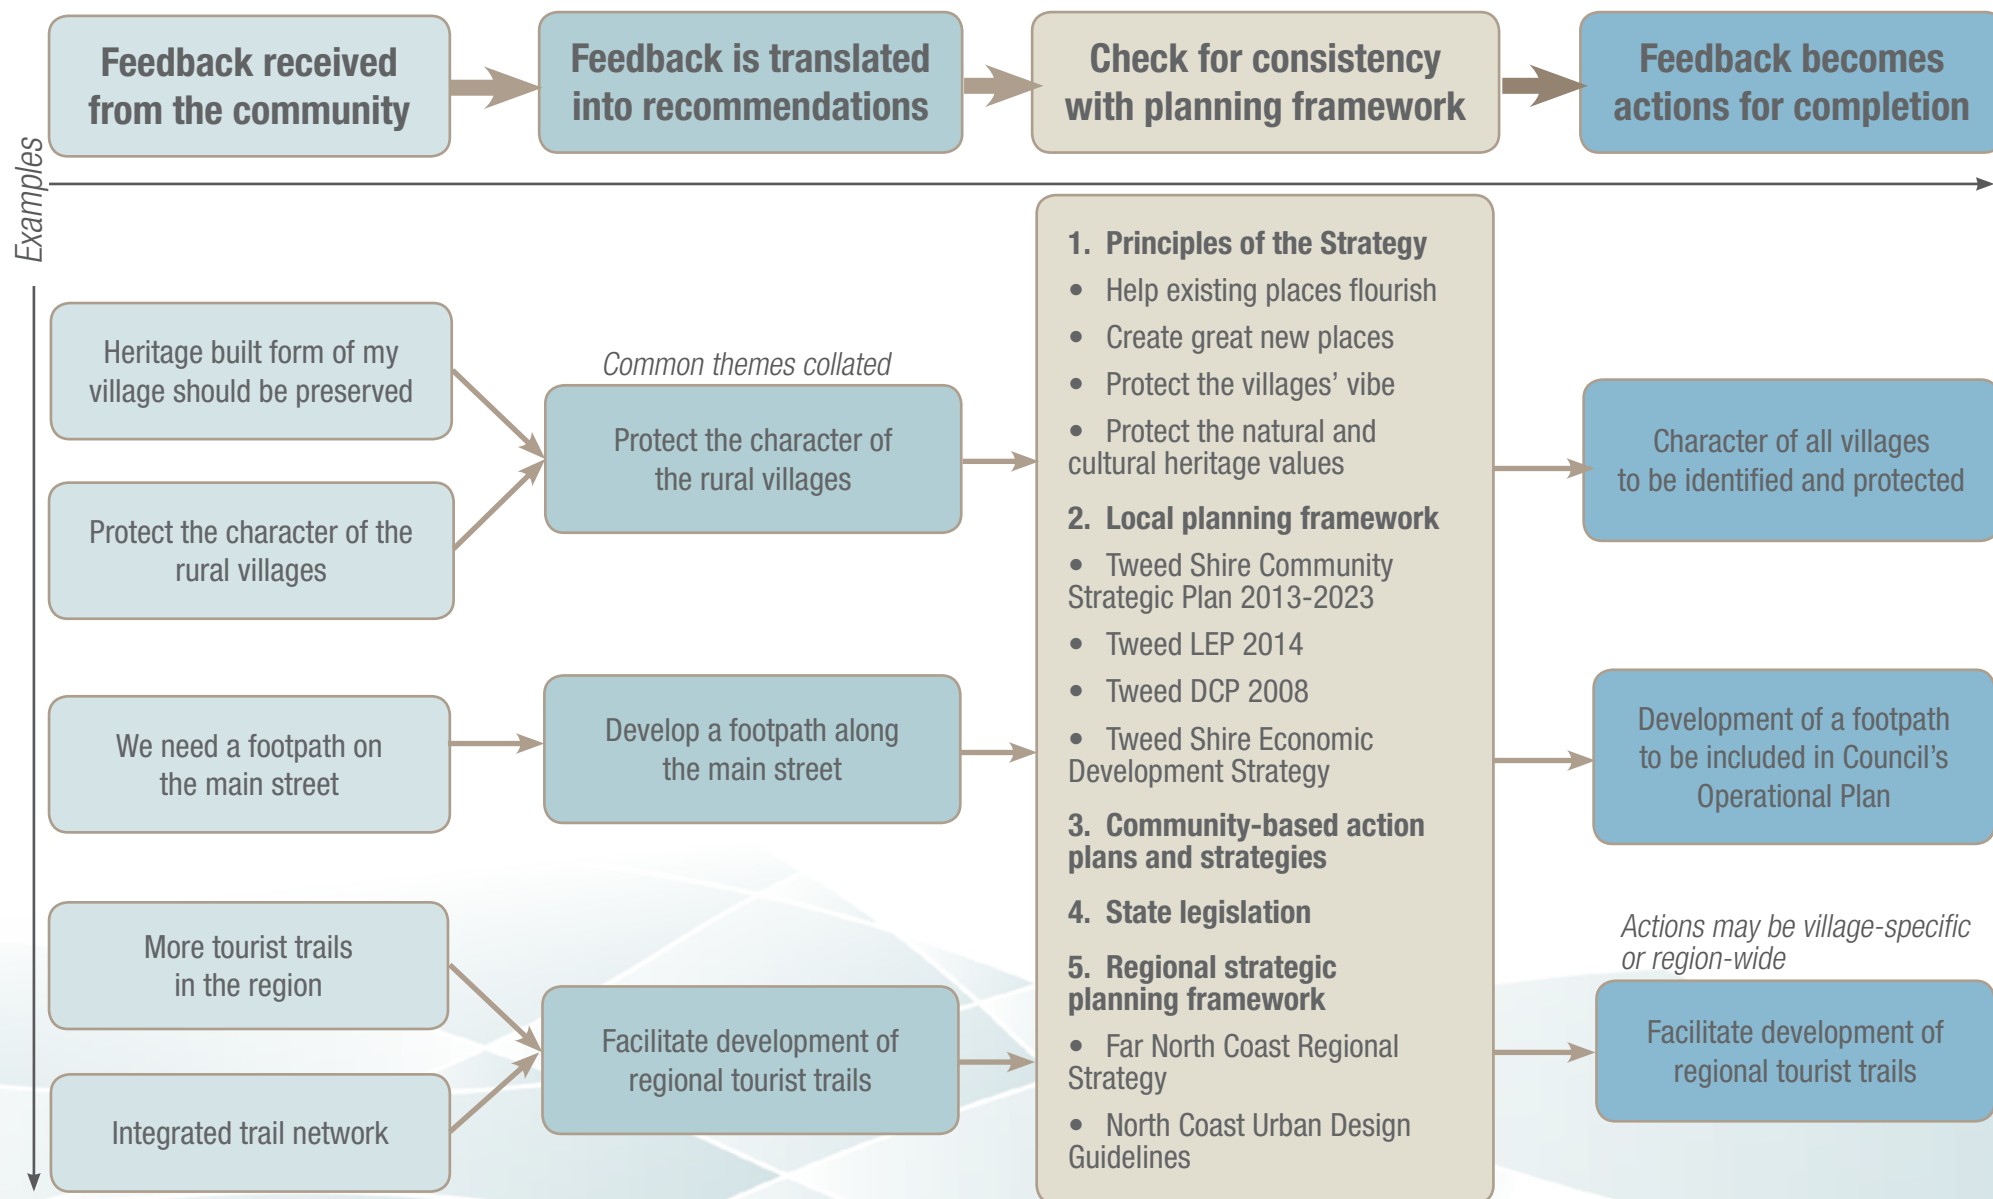 Feedback received
from the community
Feedback is translated
into recommendations
Check for consistency
with planning framework
Feedback becomes
actions for completion
Examples
Heritage built form of my
village should be preserved
Protect the character of the
rural villages
Common themes collated
Protect the character of
the rural villages
We need a footpath on
the main street
Develop a footpath along
the main street
More tourist trails
in the region
Integrated trail network
Facilitate development of
regional tourist trails
1. Principles of the Strategy
• Help existing places flourish
• Create great new places
• Protect the villages’ vibe
• Protect the natural and
cultural heritage values
2. Local planning framework
• Tweed Shire Community
Strategic Plan 2013-2023
• Tweed LEP 2014
• Tweed DCP 2008
• Tweed Shire Economic
Development Strategy
3. Community-based action
plans and strategies
4. State legislation
5. Regional strategic
planning framework
• Far North Coast Regional
Strategy
• North Coast Urban Design
Guidelines
Character of all villages
to be identified and protected
Development of a footpath
to be included in Council’s
Operational Plan
Actions may be village-specific
or region-wide
Facilitate development of
regional tourist trails